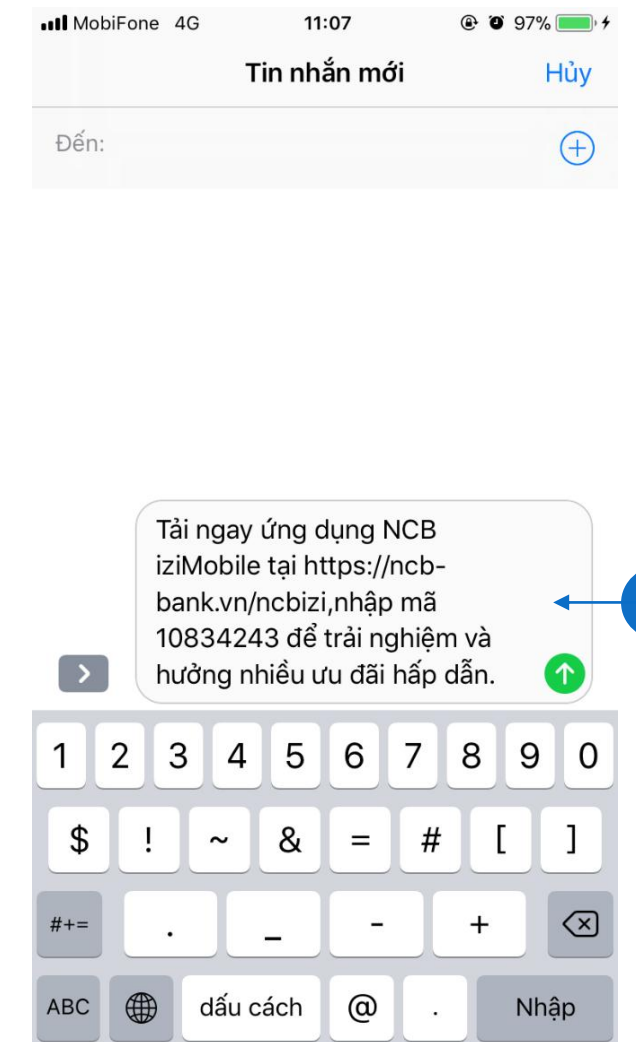 MobiFone 4G 11:07 97%
Tin nhắn mới Hủy
Đến:
Tải ngay ứng dụng NCB
iziMobile tại https://ncb-
bank.vn/ncbizi,nhập mã
10834243 để trải nghiệm và
hưởng nhiều ưu đãi hấp dẫn.
1 2 3 4 5 6 7 8 9 0
$ ! ~ & = # [ ]
#+= . _ - +
ABC dấu cách @ . Nhập